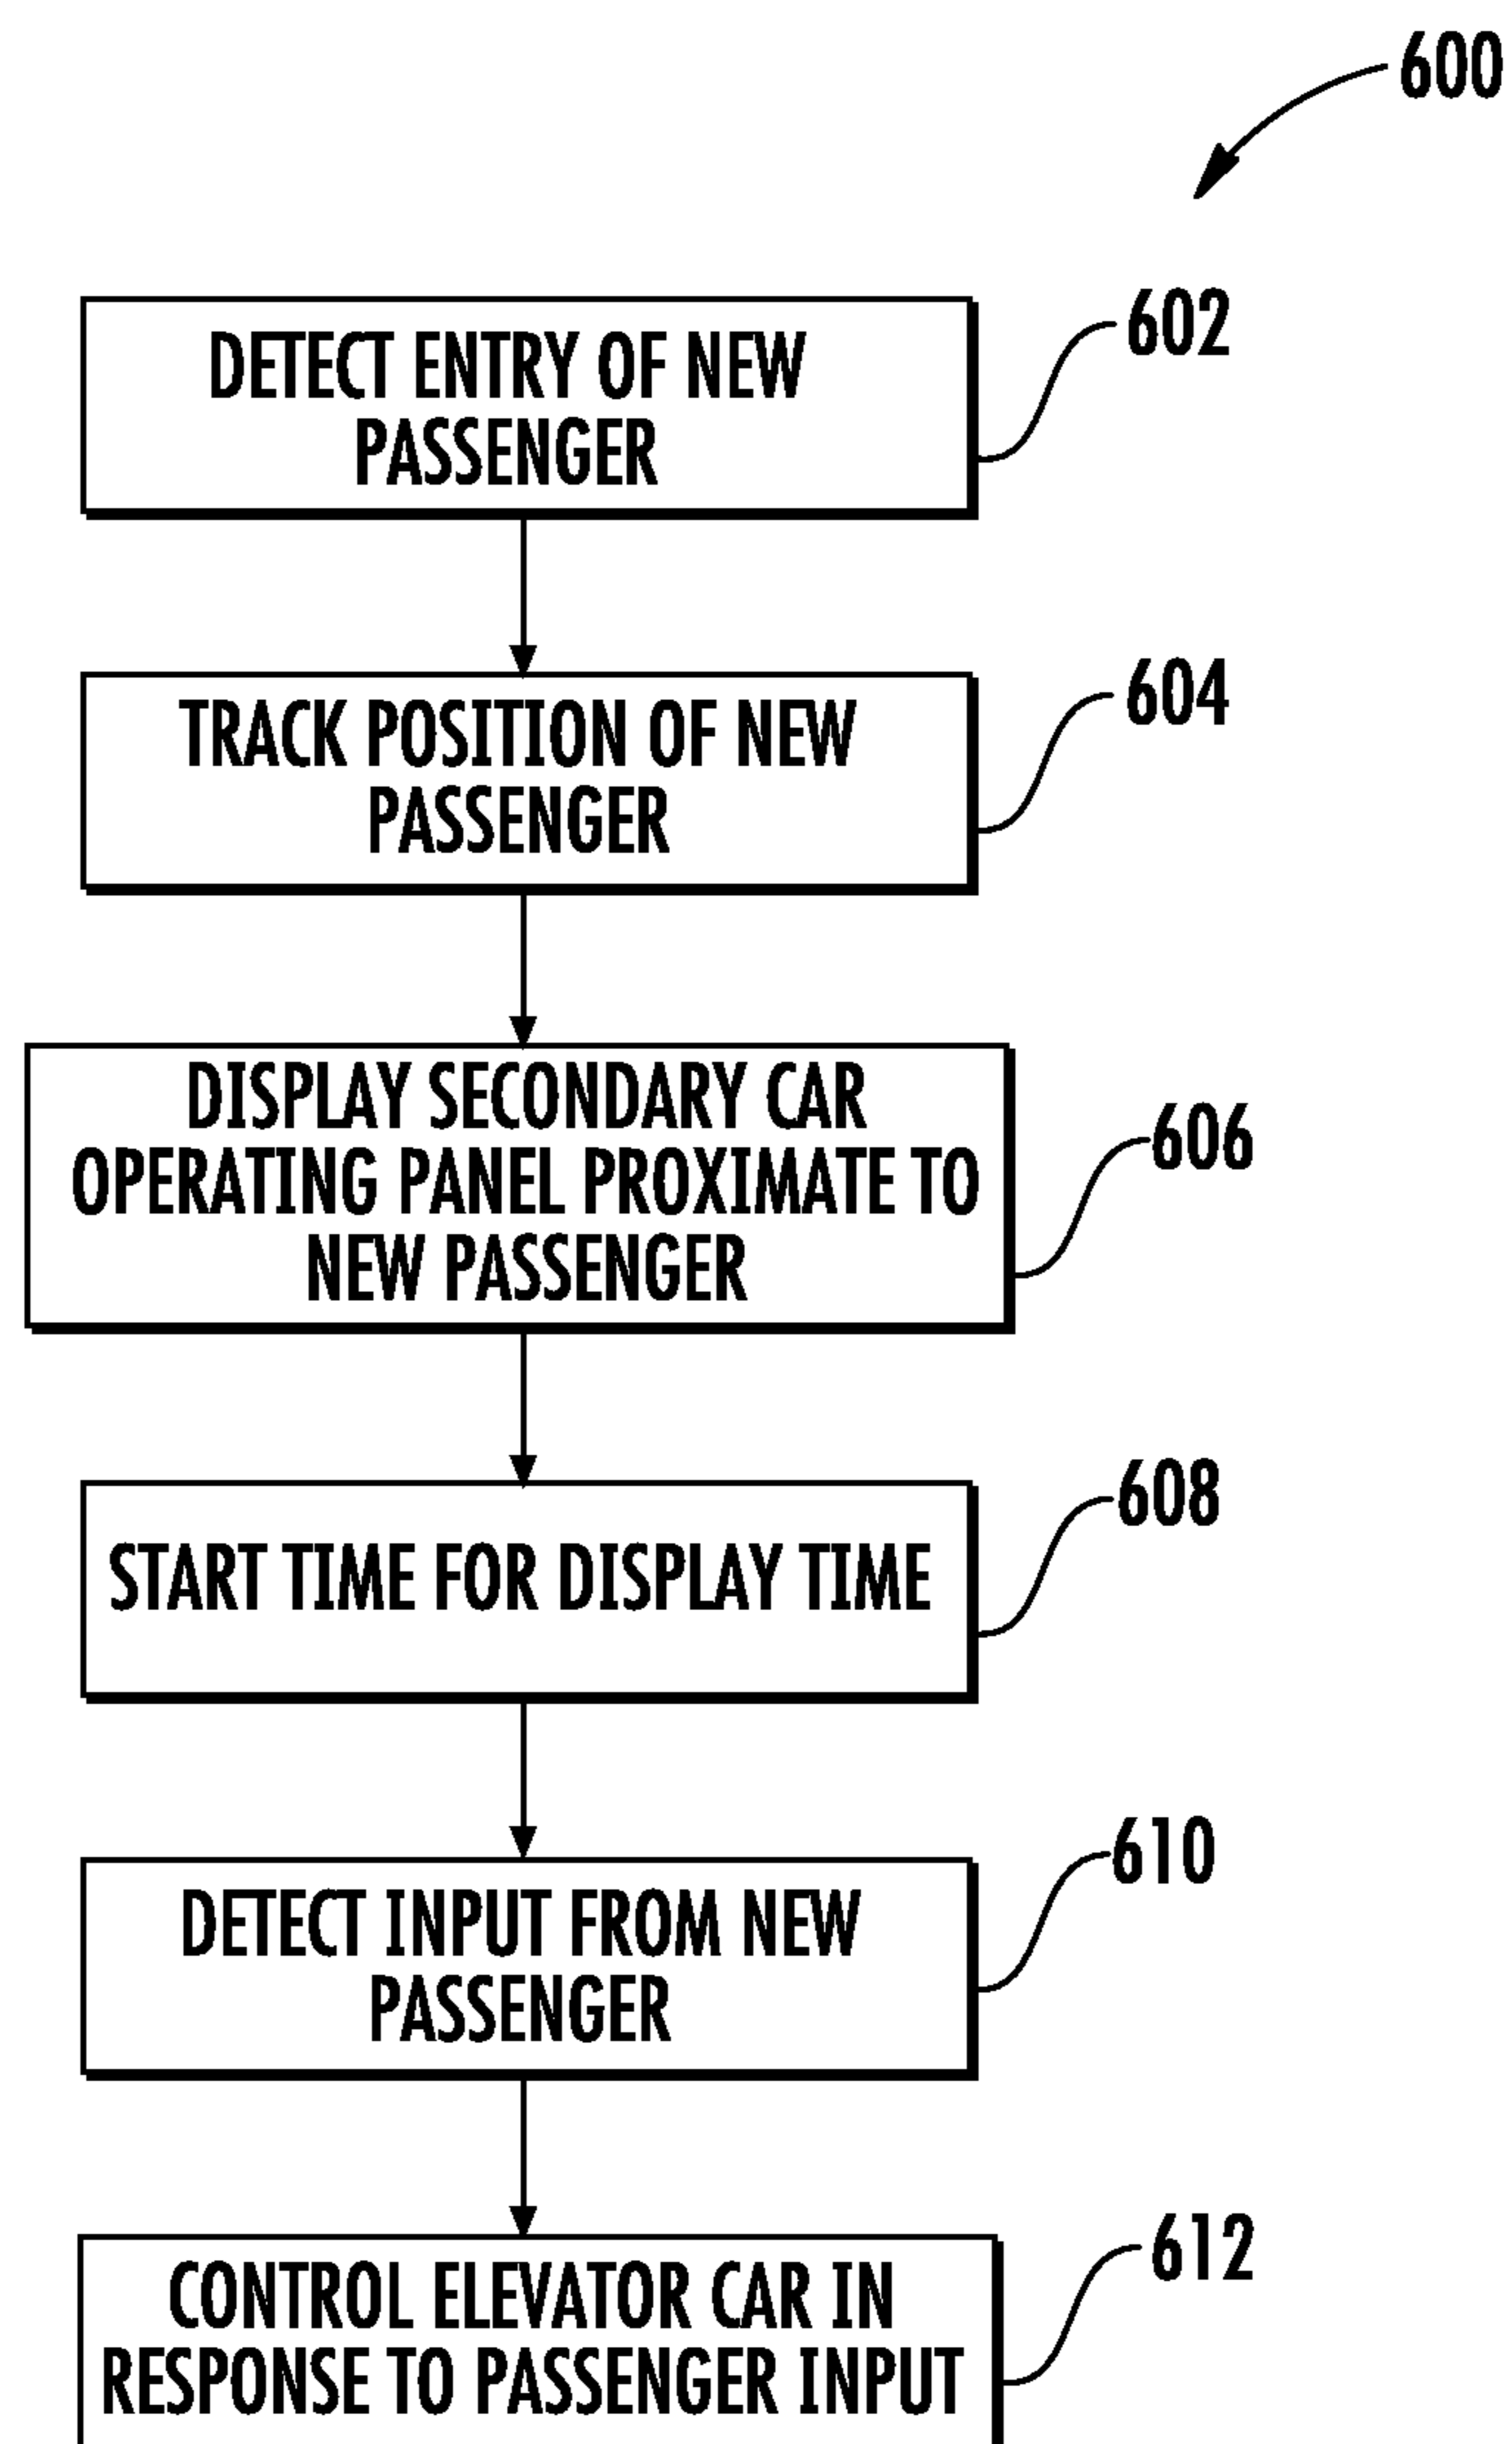 600
DETECT ENTRY OF NEW
PASSENGER
602
TRACK POSITION OF NEW
PASSENGER
604
DISPLAY SECONDARY CAR
OPERATING PANEL PROXIMATE TO
NEW PASSENGER
606
START TIME FOR DISPLAY TIME
608
DETECT INPUT FROM NEW
PASSENGER
610
CONTROL ELEVATOR CAR IN
RESPONSE TO PASSENGER INPUT
612